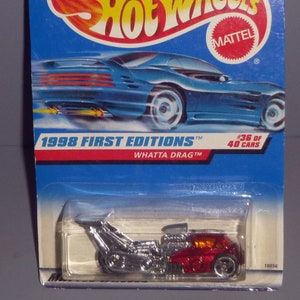 Hot Wheels
MATTEL
1998 FIRST EDITIONS™
#36 OF
40 CARS
WHATTA DRAG™